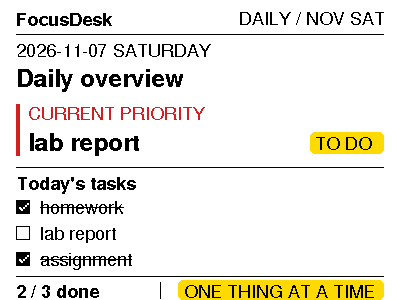 FocusDesk DAILY / NOV SAT
2026-11-07 SATURDAY
Daily overview
CURRENT PRIORITY
lab report TO DO
Today's tasks
homework
lab report
assignment
2 / 3 done | ONE THING AT A TIME